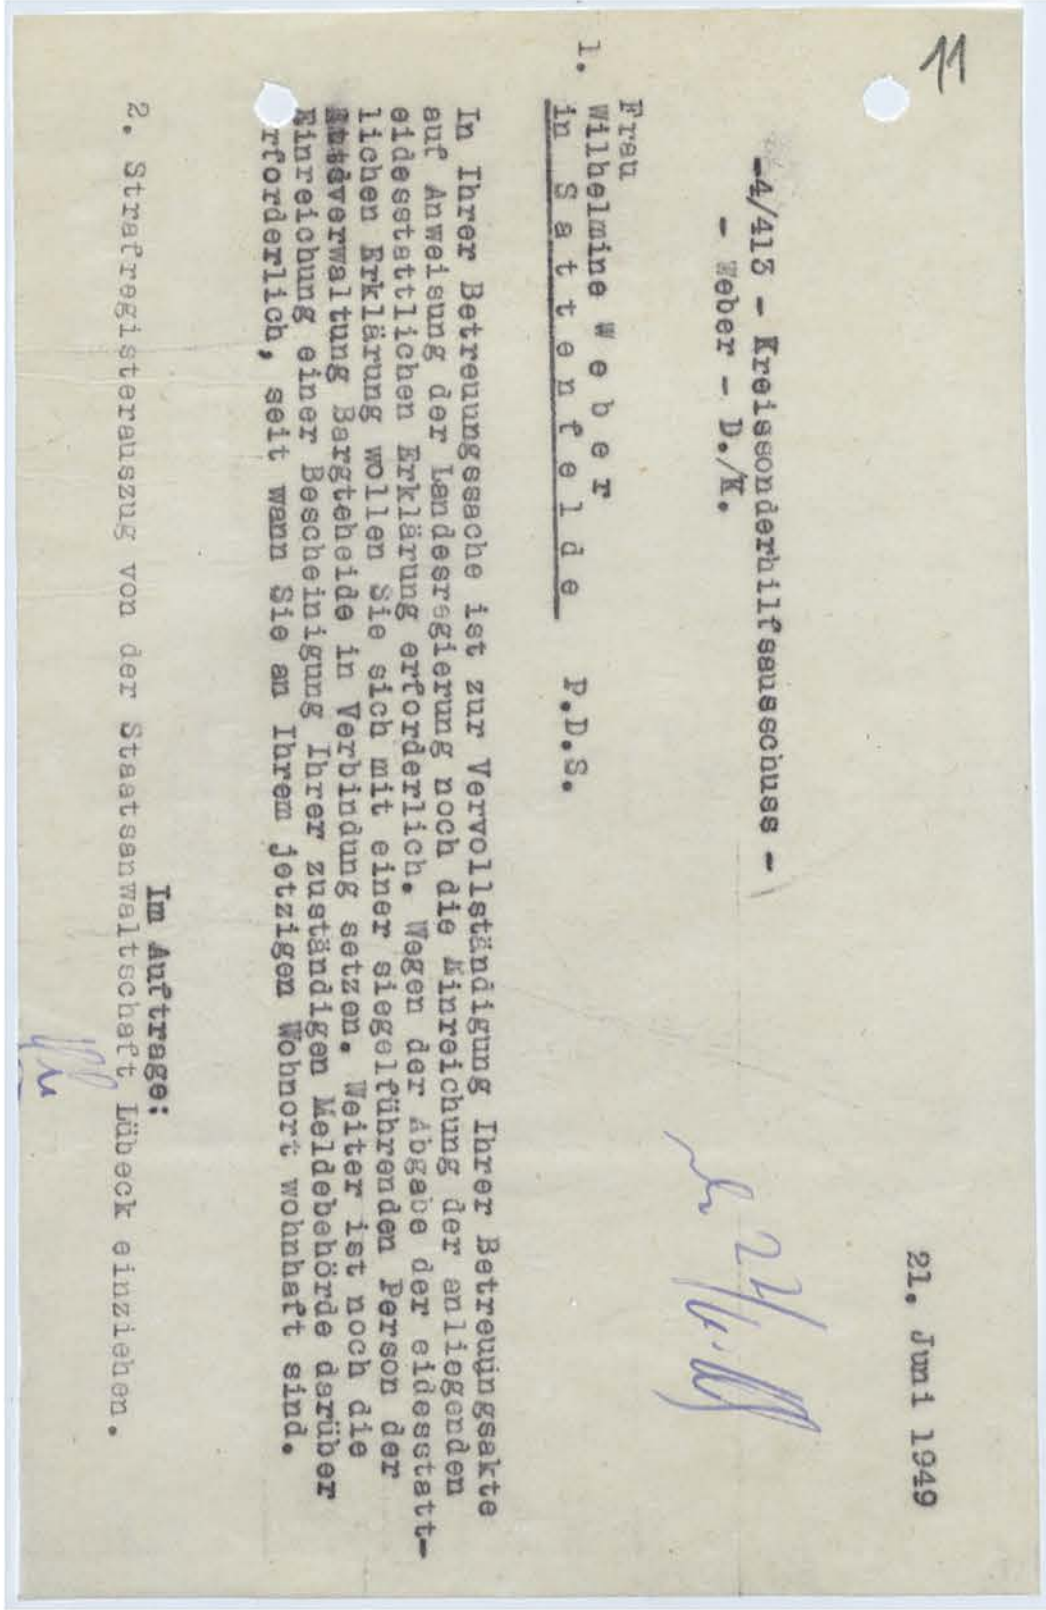 11
21. Juni 1949
-4/413 - Kreissonderhilfsausschuss -
- Weber - D./K.
Frau
1. Wilhelmine W e b e r
in S a t t e n f e l d e P.D.S.
In Ihrer Betreuungssache ist zur Vervollständigung Ihrer Betreuungsakte
auf Anweisung der Landesregierung noch die Einreichung der anliegenden
eidesstattlichen Erklärung erforderlich. Wegen der Abgabe der eidesstatt-
lichen Erklärung wollen Sie sich mit einer siegelführenden Person der
Amtsverwaltung Bargteheide in Verbindung setzen. Weiter ist noch die
Einreichung einer Bescheinigung Ihrer zuständigen Meldebehörde darüber
rforderlich, seit wann Sie an Ihrem jetzigen Wohnort wohnhaft sind.
Im Auftrage:
2. Strafregisterauszug von der Staatsanwaltschaft Lübeck einziehen.